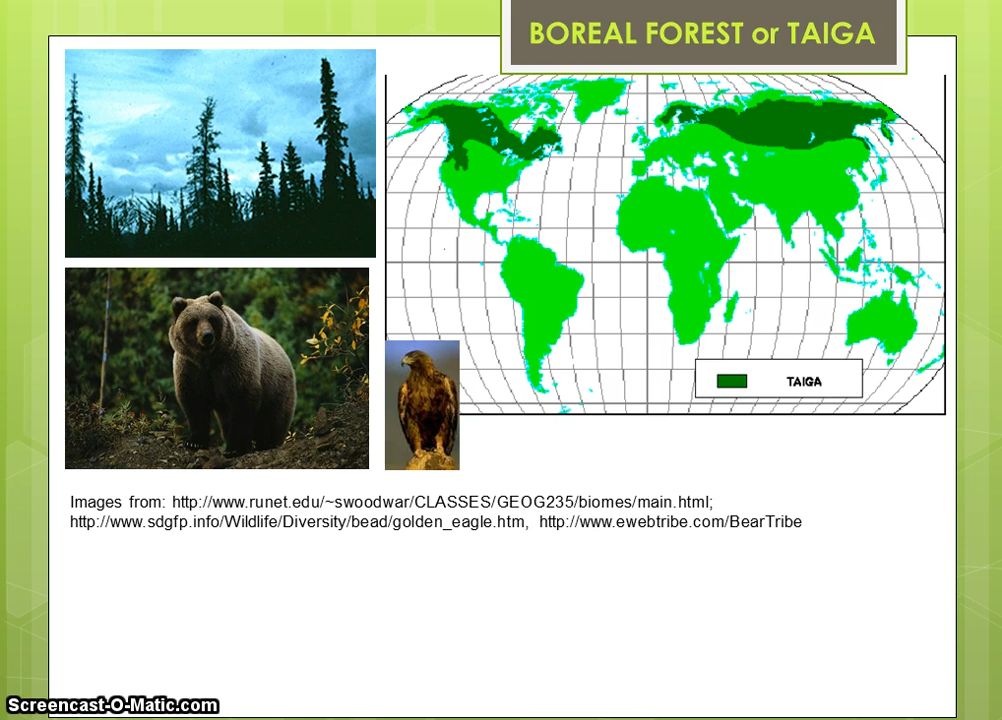 BOREAL FOREST or TAIGA
TAIGA
Images from: http://www.runet.edu/~swoodwar/CLASSES/GEOG235/biomes/main.html;
http://www.sdgfp.info/Wildlife/Diversity/bead/golden_eagle.htm, http://www.ewebtribe.com/BearTribe
Screencast-O-Matic.com